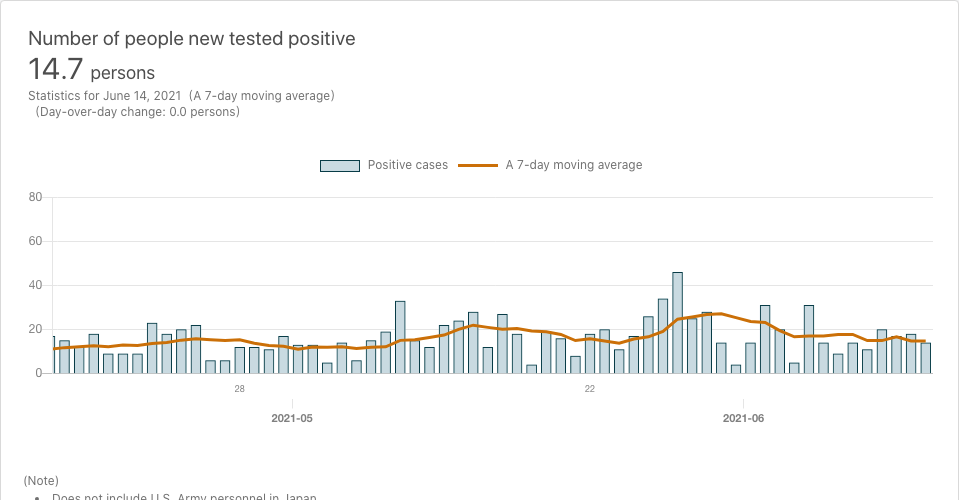 Number of people new tested positive
14.7 persons
Statistics for June 14, 2021 (A 7-day moving average)
(Day-over-day change: 0.0 persons)
Positive cases A 7-day moving average
80
60
40
20
0
28 22
2021-05 2021-06
(Note)
• Does not include U.S. Army personnel in Japan